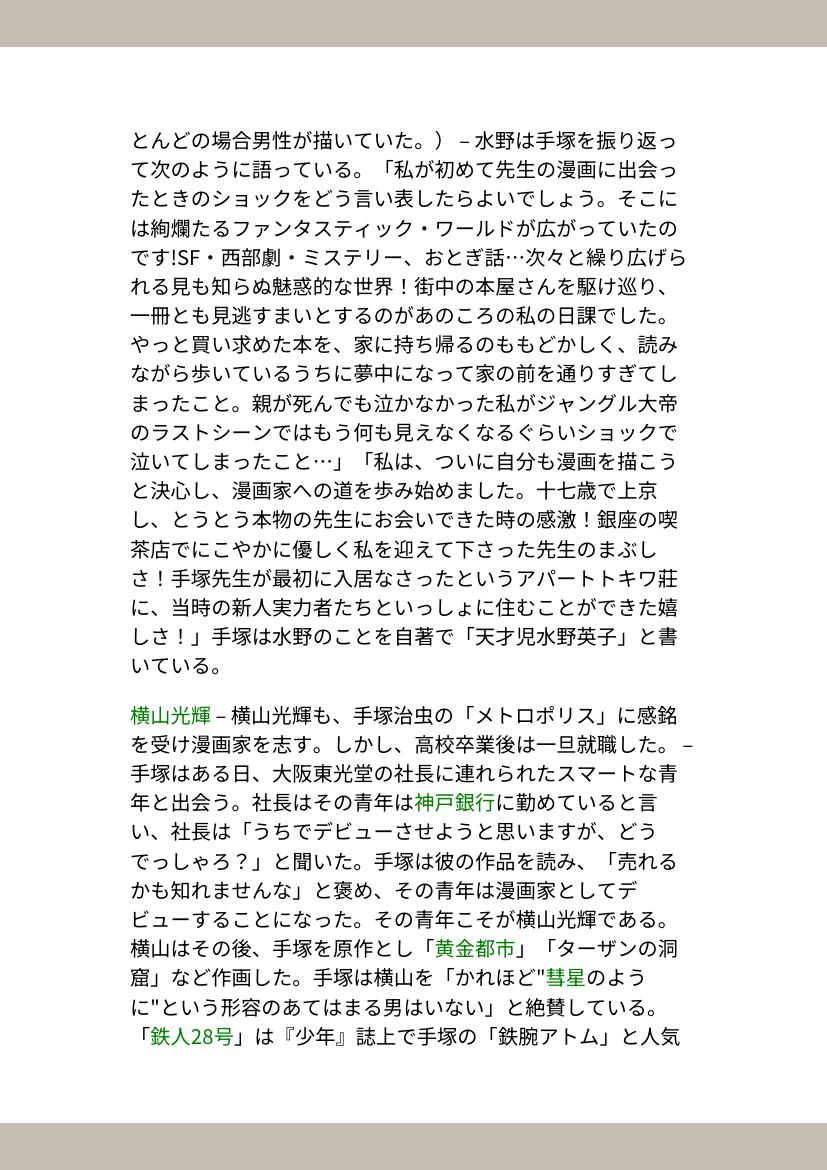 とんどの場合男性が描いていた。） – 水野は手塚を振り返っ
て次のように語っている。「私が初めて先生の漫画に出会っ
たときのショックをどう言い表したらよいでしょう。そこに
は絢爛たるファンタスティック・ワールドが広がっていたの
です!SF・西部劇・ミステリー、おとぎ話…次々と繰り広げら
れる見も知らぬ魅惑的な世界！街中の本屋さんを駆け巡り、
一冊とも見逃すまいとするのがあのころの私の日課でした。
やっと買い求めた本を、家に持ち帰るのももどかしく、読み
ながら歩いているうちに夢中になって家の前を通りすぎてし
まったこと。親が死んでも泣かなかった私がジャングル大帝
のラストシーンではもう何も見えなくなるぐらいショックで
泣いてしまったこと…」「私は、ついに自分も漫画を描こう
と決心し、漫画家への道を歩み始めました。十七歳で上京
し、とうとう本物の先生にお会いできた時の感激！銀座の喫
茶店でにこやかに優しく私を迎えて下さった先生のまぶし
さ！手塚先生が最初に入居なさったというアパートトキワ莊
に、当時の新人実力者たちといっしょに住むことができた嬉
しさ！」手塚は水野のことを自著で「天才児水野英子」と書
いている。
横山光輝 – 横山光輝も、手塚治虫の「メトロポリス」に感銘
を受け漫画家を志す。しかし、高校卒業後は一旦就職した。 –
手塚はある日、大阪東光堂の社長に連れられたスマートな青
年と出会う。社長はその青年は神戸銀行に勤めていると言
い、社長は「うちでデビューさせようと思いますが、どう
でっしゃろ？」と聞いた。手塚は彼の作品を読み、「売れる
かも知れませんな」と褒め、その青年は漫画家としてデ
ビューすることになった。その青年こそが横山光輝である。
横山はその後、手塚を原作とし「黄金都市」「ターザンの洞
窟」など作画した。手塚は横山を「かれほど"彗星のよう
に"という形容のあてはまる男はいない」と絶賛している。
「鉄人28号」は『少年』誌上で手塚の「鉄腕アトム」と人気